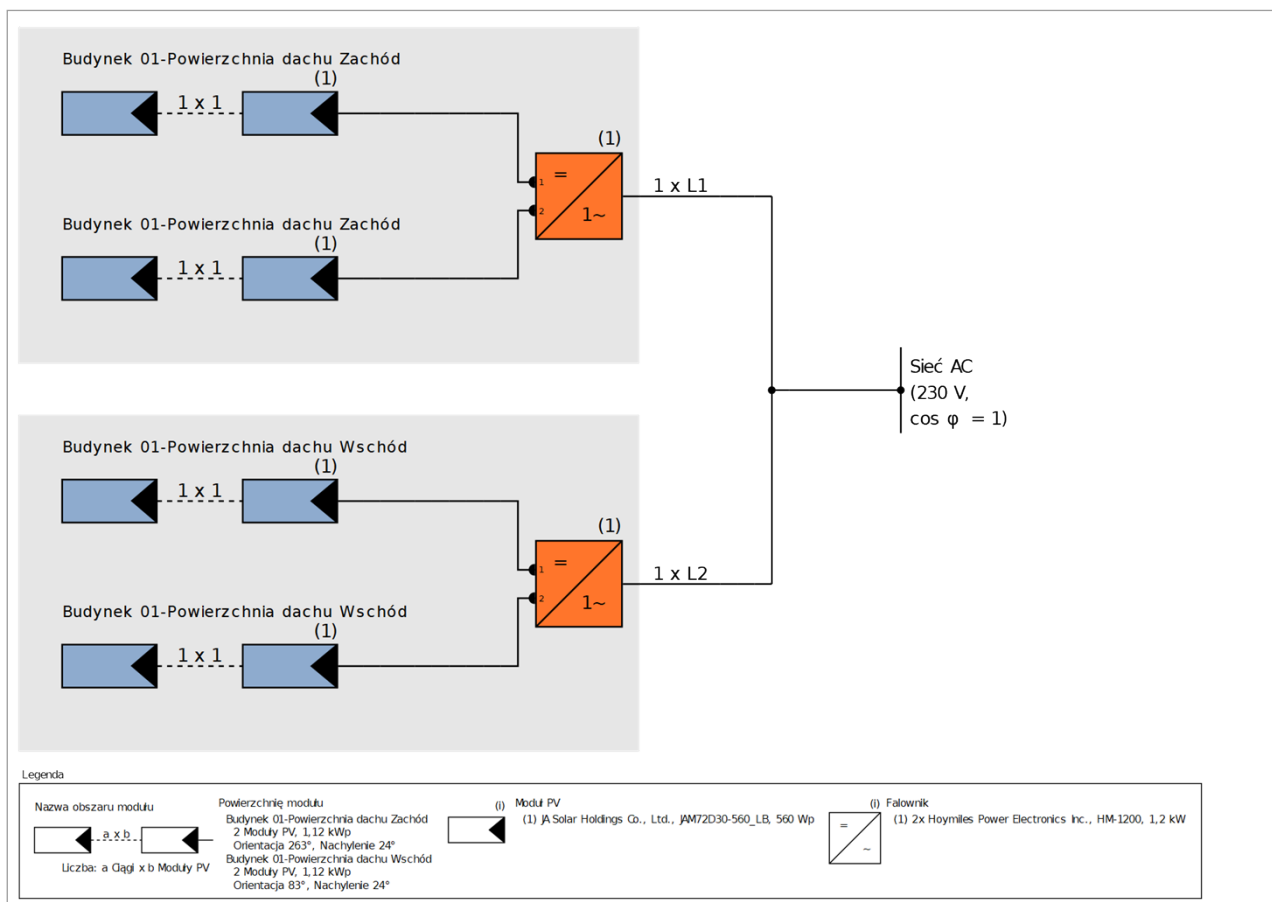 Budynek 01-Powierzchnia dachu Zachód
(1)
1 x 1
(1)
=
1
2
1~
1 x L1
Budynek 01-Powierzchnia dachu Zachód
(1)
1 x 1
Sieć AC
(230 V,
cos φ = 1)
Budynek 01-Powierzchnia dachu Wschód
(1)
1 x 1
(1)
=
1
2
1~
1 x L2
Budynek 01-Powierzchnia dachu Wschód
(1)
1 x 1
Legenda
Nazwa obszaru modułu
a x b
Liczba: a Ciągi x b Moduły PV
Powierzchnię modułu
Budynek 01-Powierzchnia dachu Zachód
2 Moduły PV, 1,12 kWp
Orientacja 263°, Nachylenie 24°
Budynek 01-Powierzchnia dachu Wschód
2 Moduły PV, 1,12 kWp
Orientacja 83°, Nachylenie 24°
(i) Moduł PV
(1) JA Solar Holdings Co., Ltd., JAM72D30-560_LB, 560 Wp
(i) Falownik
(1) 2x Hoymiles Power Electronics Inc., HM-1200, 1,2 kW
=
~